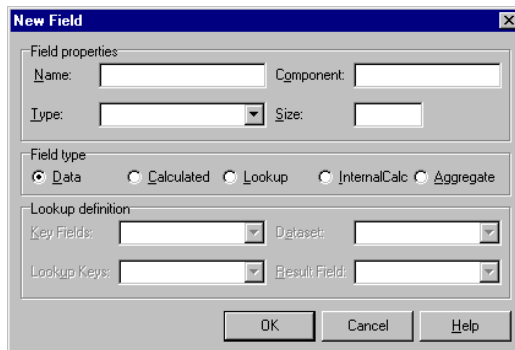 New Field
Field properties
Name: Component:
Type: Size:
Field type
Data Calculated Lookup InternalCalc Aggregate
Lookup definition
Key Fields: Dataset:
Lookup Keys: Result Field:
OK Cancel Help